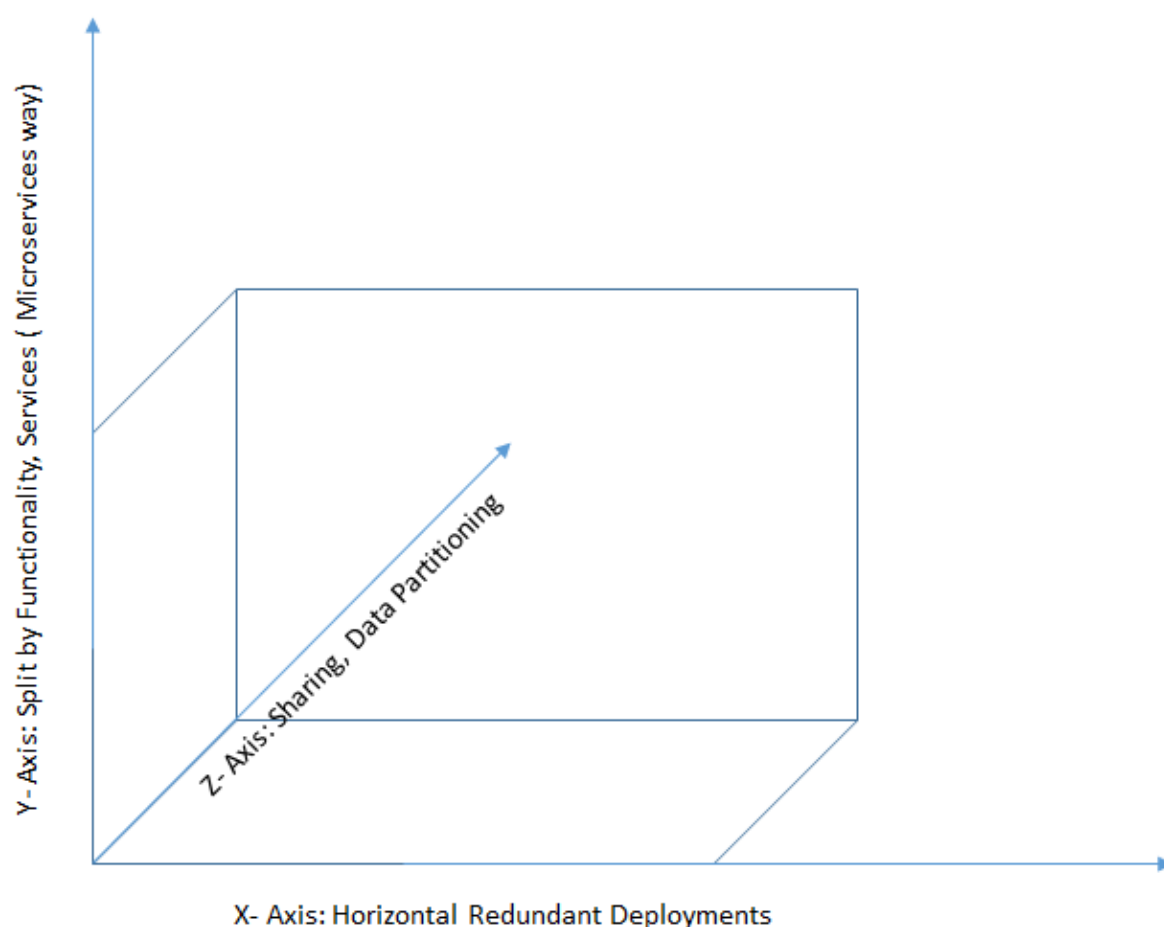 Y- Axis: Split by Functionality, Services ( Microservices way)
Z- Axis: Sharing, Data Partitioning
X- Axis: Horizontal Redundant Deployments